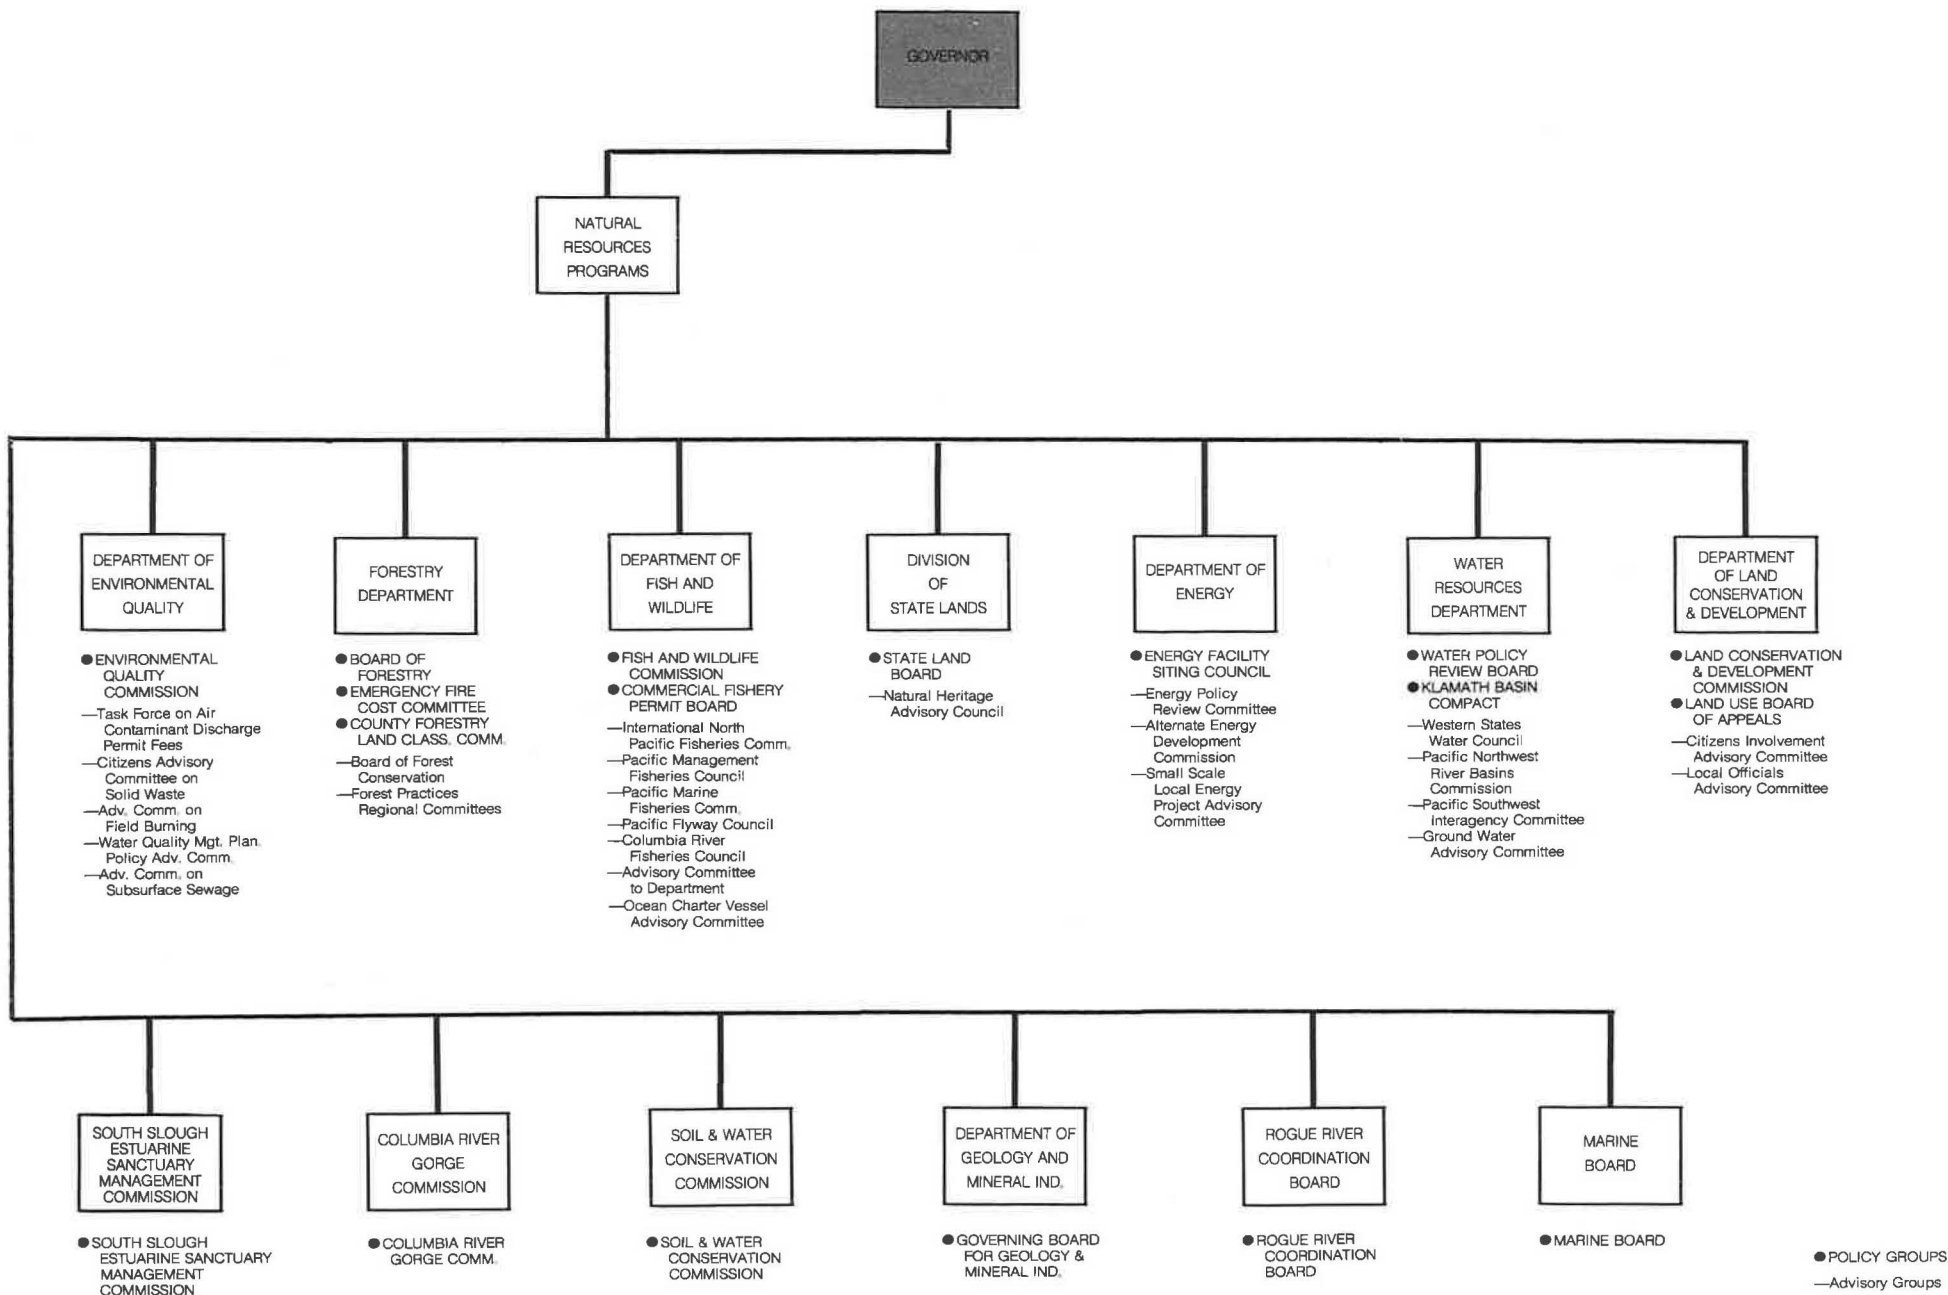 GOVERNOR
NATURAL
RESOURCES
PROGRAMS
DEPARTMENT OF
ENVIRONMENTAL
QUALITY
●ENVIRONMENTAL
QUALITY
COMMISSION
—Task Force on Air
Contaminant Discharge
Permit Fees
—Citizens Advisory
Committee on
Solid Waste
—Adv. Comm. on
Field Burning
—Water Quality Mgt. Plan.
Policy Adv. Comm.
—Adv. Comm. on
Subsurface Sewage
FORESTRY
DEPARTMENT
●BOARD OF
FORESTRY
●EMERGENCY FIRE
COST COMMITTEE
●COUNTY FORESTRY
LAND CLASS. COMM.
—Board of Forest
Conservation
—Forest Practices
Regional Committees
DEPARTMENT OF
FISH AND
WILDLIFE
●FISH AND WILDLIFE
COMMISSION
●COMMERCIAL FISHERY
PERMIT BOARD
—International North
Pacific Fisheries Comm.
—Pacific Management
Fisheries Council
—Pacific Marine
Fisheries Comm.
—Pacific Flyway Council
—Columbia River
Fisheries Council
—Advisory Committee
to Department
—Ocean Charter Vessel
Advisory Committee
DIVISION
OF
STATE LANDS
●STATE LAND
BOARD
—Natural Heritage
Advisory Council
DEPARTMENT OF
ENERGY
●ENERGY FACILITY
SITING COUNCIL
—Energy Policy
Review Committee
—Alternate Energy
Development
Commission
—Small Scale
Local Energy
Project Advisory
Committee
WATER
RESOURCES
DEPARTMENT
●WATER POLICY
REVIEW BOARD
●KLAMATH BASIN
COMPACT
—Western States
Water Council
—Pacific Northwest
River Basins
Commission
—Pacific Southwest
Interagency Committee
—Ground Water
Advisory Committee
DEPARTMENT
OF LAND
CONSERVATION
& DEVELOPMENT
●LAND CONSERVATION
& DEVELOPMENT
COMMISSION
●LAND USE BOARD
OF APPEALS
—Citizens Involvement
Advisory Committee
—Local Officials
Advisory Committee
SOUTH SLOUGH
ESTUARINE
SANCTUARY
MANAGEMENT
COMMISSION
●SOUTH SLOUGH
ESTUARINE SANCTUARY
MANAGEMENT
COMMISSION
COLUMBIA RIVER
GORGE
COMMISSION
●COLUMBIA RIVER
GORGE COMM.
SOIL & WATER
CONSERVATION
COMMISSION
●SOIL & WATER
CONSERVATION
COMMISSION
DEPARTMENT OF
GEOLOGY AND
MINERAL IND.
●GOVERNING BOARD
FOR GEOLOGY &
MINERAL IND.
ROGUE RIVER
COORDINATION
BOARD
●ROGUE RIVER
COORDINATION
BOARD
MARINE
BOARD
●MARINE BOARD
●POLICY GROUPS
—Advisory Groups